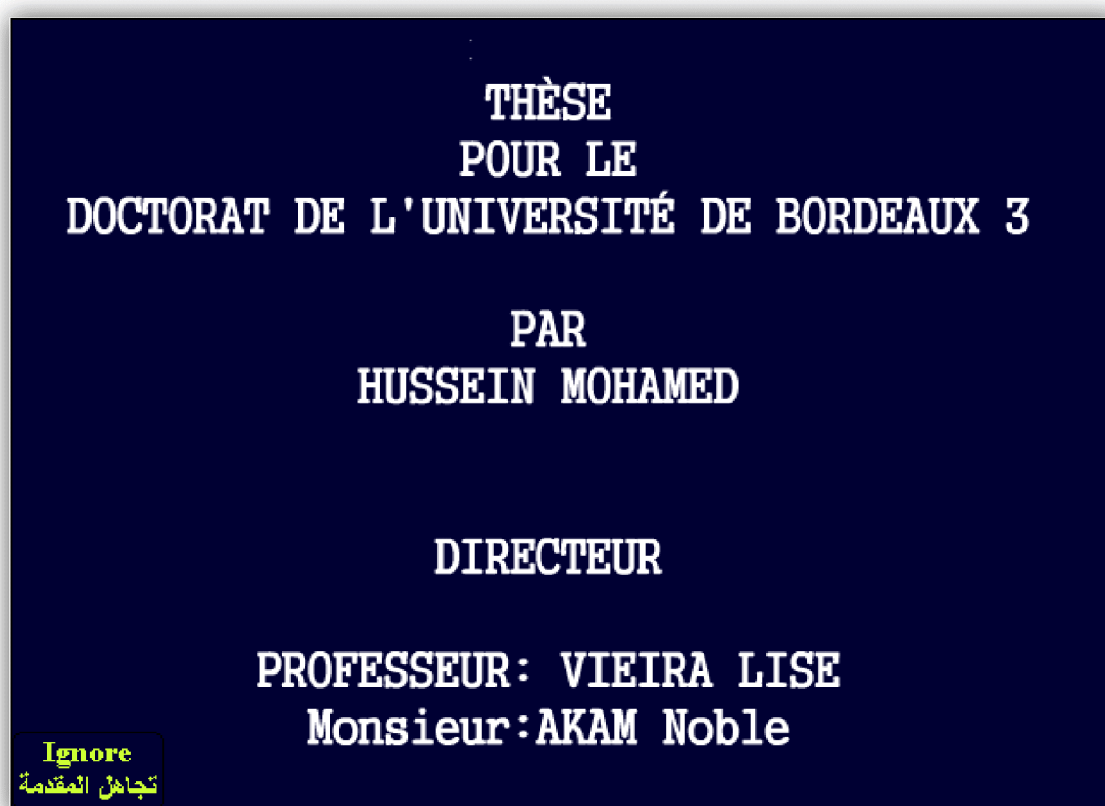 THÈSE
POUR LE
DOCTORAT DE L'UNIVERSITÉ DE BORDEAUX 3
PAR
HUSSEIN MOHAMED
DIRECTEUR
PROFESSEUR: VIEIRA LISE
Monsieur:AKAM Noble
Ignore
تجاهل المقدمة